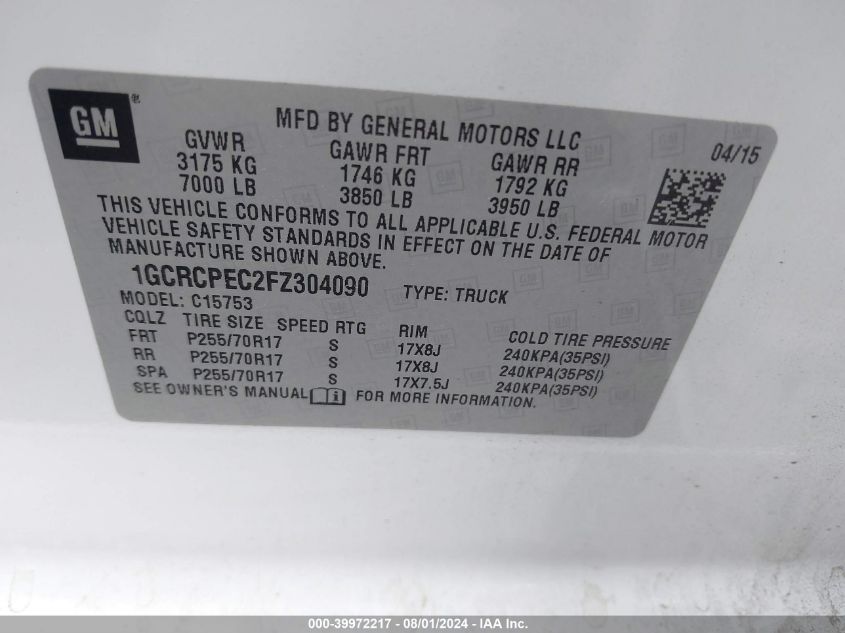 GM®
MFD BY GENERAL MOTORS LLC
04/15
GVWR GAWR FRT GAWR RR
3175 KG 1746 KG 1792 KG
7000 LB 3850 LB 3950 LB
THIS VEHICLE CONFORMS TO ALL APPLICABLE U.S. FEDERAL MOTOR
VEHICLE SAFETY STANDARDS IN EFFECT ON THE DATE OF
MANUFACTURE SHOWN ABOVE.
1GCRCPEC2FZ304090 TYPE: TRUCK
MODEL: C15753
CQLZ TIRE SIZE SPEED RTG RIM COLD TIRE PRESSURE
FRT P255/70R17 S 17X8J 240KPA(35PSI)
RR P255/70R17 S 17X8J 240KPA(35PSI)
SPA P255/70R17 S 17X7.5J 240KPA(35PSI)
SEE OWNER'S MANUAL i FOR MORE INFORMATION.
000-39972217 - 08/01/2024 - IAA Inc.